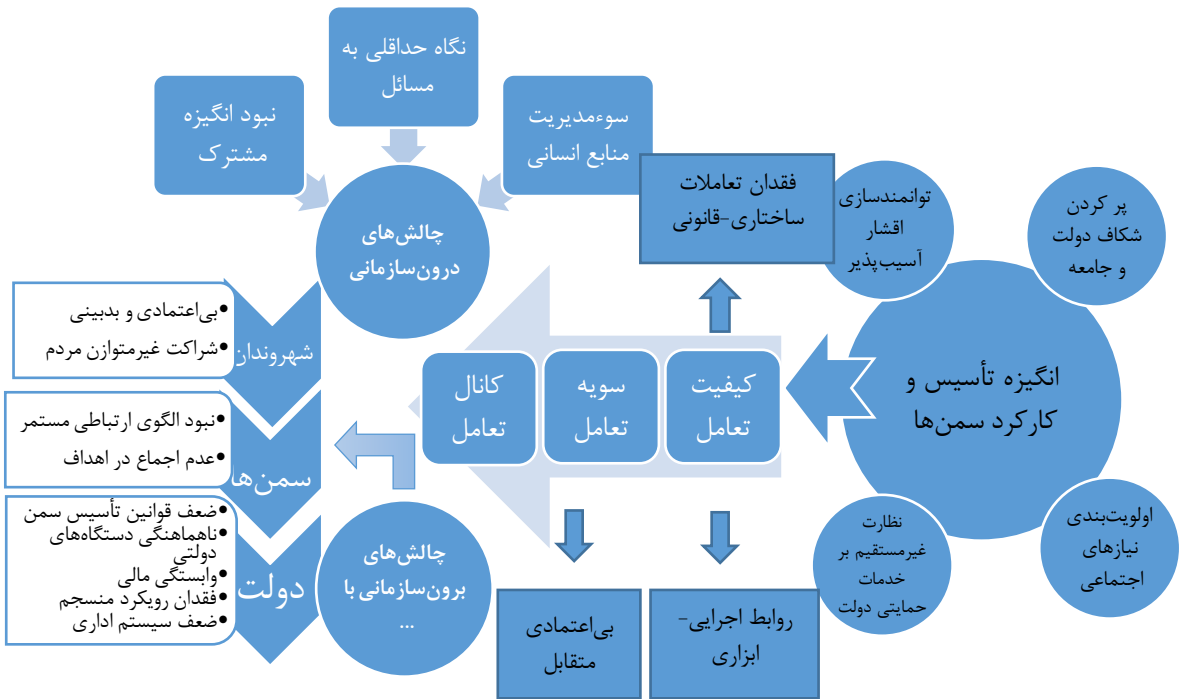 نگاه حداقلی به
مسائل
سوءمدیریت
منابع انسانی
نبود انگیزه
مشترک
چالش‌های
درون‌سازمانی
فقدان تعاملات
ساختاری-قانونی
توانمندسازی
اقشار
آسیب‌پذیر
پر کردن
شکاف دولت
و جامعه
انگیزه تأسیس و
کارکرد سمن‌ها
اولویت‌بندی
نیازهای
اجتماعی
نظارت
غیرمستقیم بر
خدمات
حمایتی دولت
کیفیت
تعامل
سویه
تعامل
کانال
تعامل
روابط اجرایی-
ابزاری
بی‌اعتمادی
متقابل
چالش‌های
برون‌سازمانی با
...
شهروندان
•بی‌اعتمادی و بدبینی
•شراکت غیرمتوازن مردم
سمن‌ها
•نبود الگوی ارتباطی مستمر
•عدم اجماع در اهداف
دولت
•ضعف قوانین تأسیس سمن
•ناهماهنگی دستگاه‌های
دولتی
•وابستگی مالی
•فقدان رویکرد منسجم
•ضعف سیستم اداری